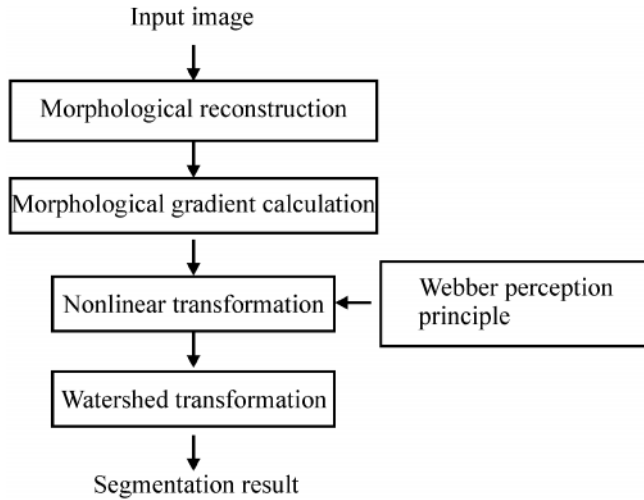 Input image
Morphological reconstruction
Morphological gradient calculation
Nonlinear transformation
Webber perception
principle
Watershed transformation
Segmentation result